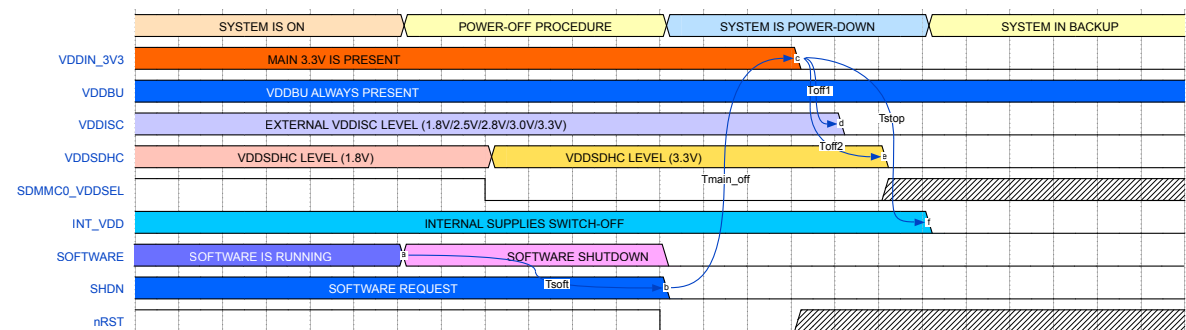 SYSTEM IS ON POWER-OFF PROCEDURE SYSTEM IS POWER-DOWN SYSTEM IN BACKUP
VDDIN_3V3 MAIN 3.3V IS PRESENT c
VDDBU VDDBU ALWAYS PRESENT Toff1
VDDISC EXTERNAL VDDISC LEVEL (1.8V/2.5V/2.8V/3.0V/3.3V) d Tstop
Toff2
VDDSDHC VDDSDHC LEVEL (1.8V) VDDSDHC LEVEL (3.3V) e
Tmain_off
SDMMC0_VDDSEL
INT_VDD INTERNAL SUPPLIES SWITCH-OFF f
SOFTWARE SOFTWARE IS RUNNING a SOFTWARE SHUTDOWN
SHDN SOFTWARE REQUEST Tsoft b
nRST